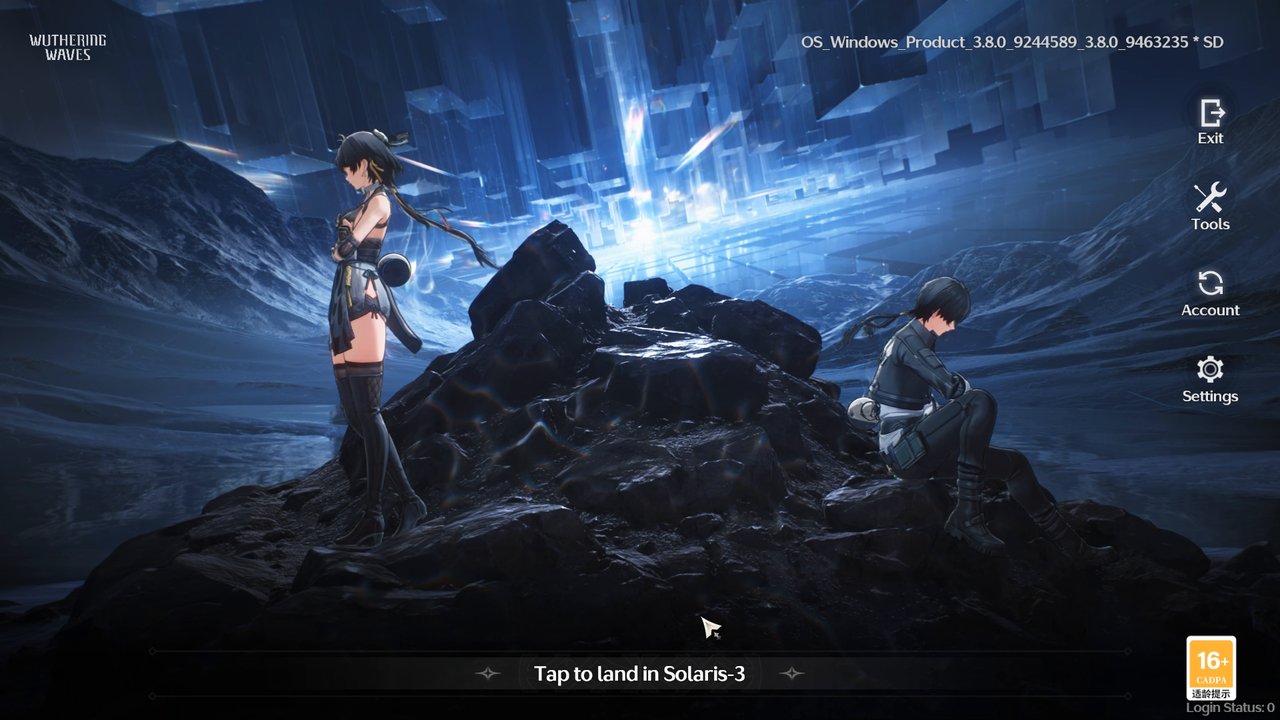 WUTHERING
WAVES
OS_Windows_Product_3.8.0_9244589_3.8.0_9463235 * SD
Exit
Tools
Account
Settings
Tap to land in Solaris-3
16+
CADPA
适龄提示
Login Status: 0